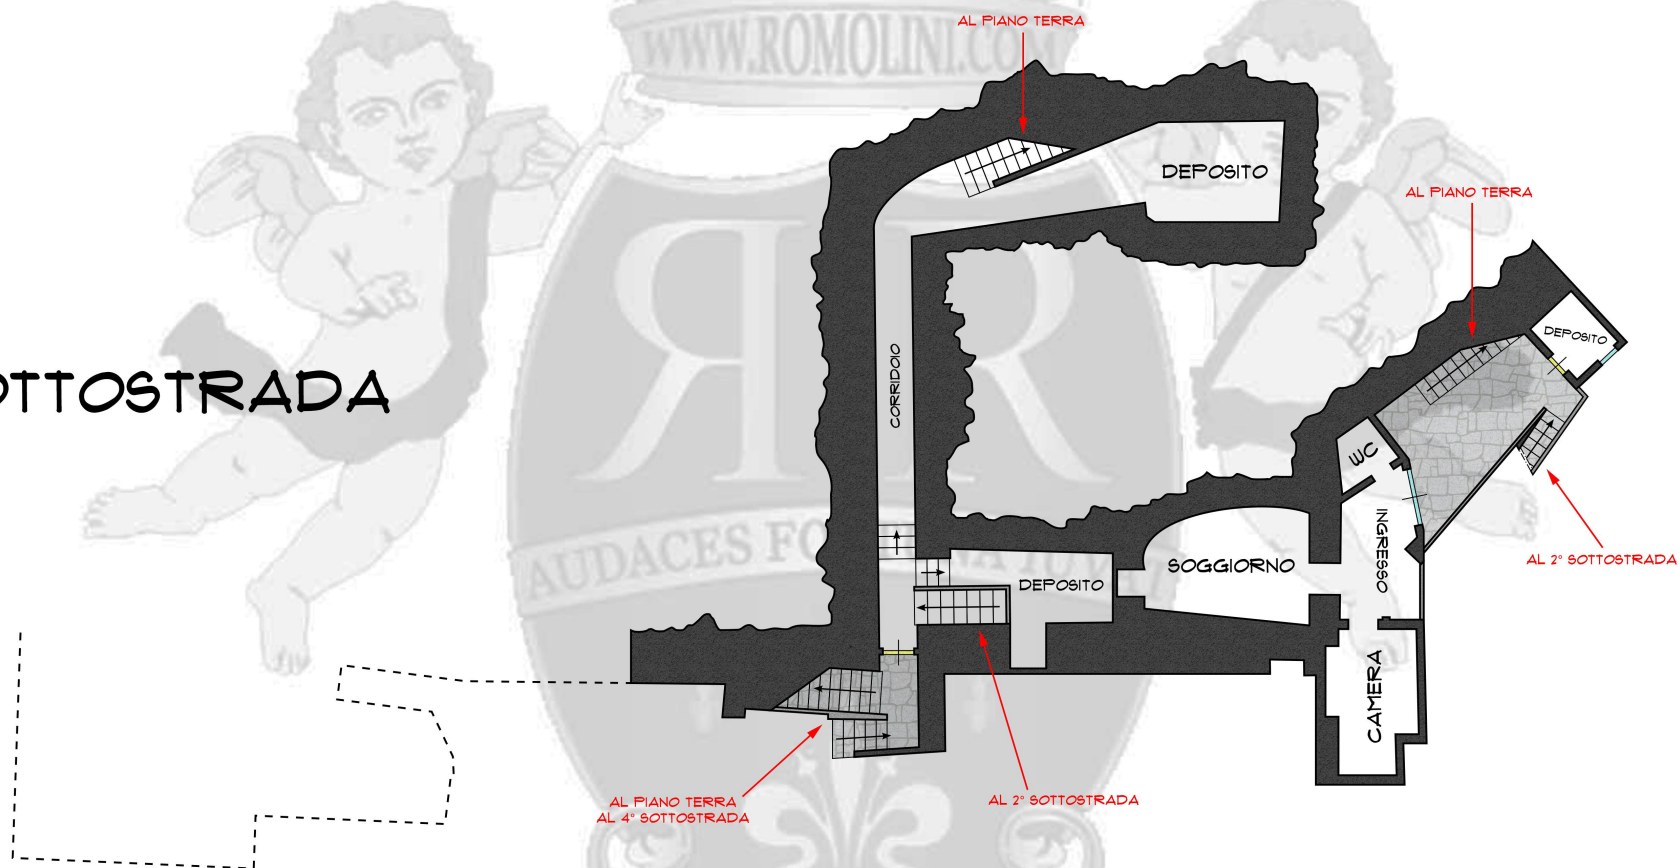 WWW.ROMOLINI.COM
AL PIANO TERRA
DEPOSITO
AL PIANO TERRA
DEPOSITO
OTTOSTRADA
CORRIDOIO
WC
INGRESSO
AUDACES FO
AL 2° SOTTOSTRADA
SOGGIORNO
DEPOSITO
CAMERA
AL PIANO TERRA
AL 4° SOTTOSTRADA
AL 2° SOTTOSTRADA